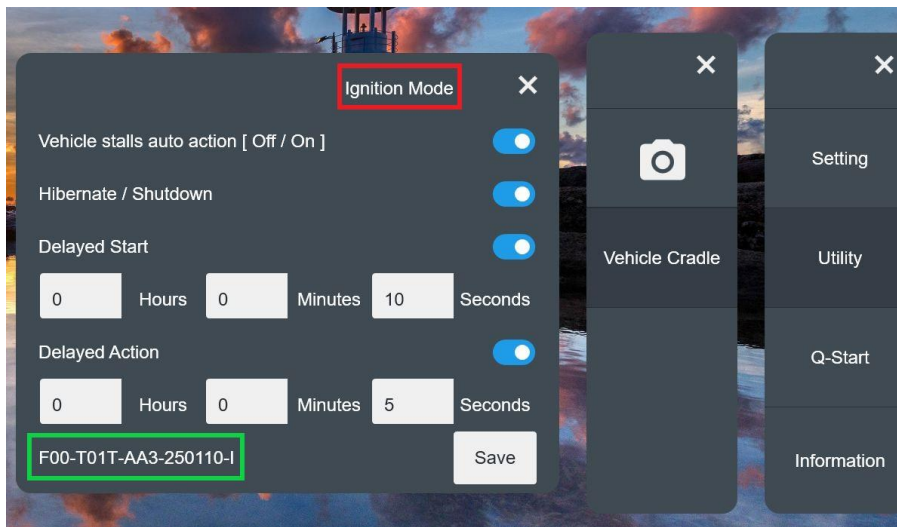 Ignition Mode
Vehicle stalls auto action [ Off / On ]
Hibernate / Shutdown
Delayed Start
0 Hours 0 Minutes 10 Seconds
Delayed Action
0 Hours 0 Minutes 5 Seconds
F00-T01T-AA3-250110-I
Save
Vehicle Cradle
Setting
Utility
Q-Start
Information